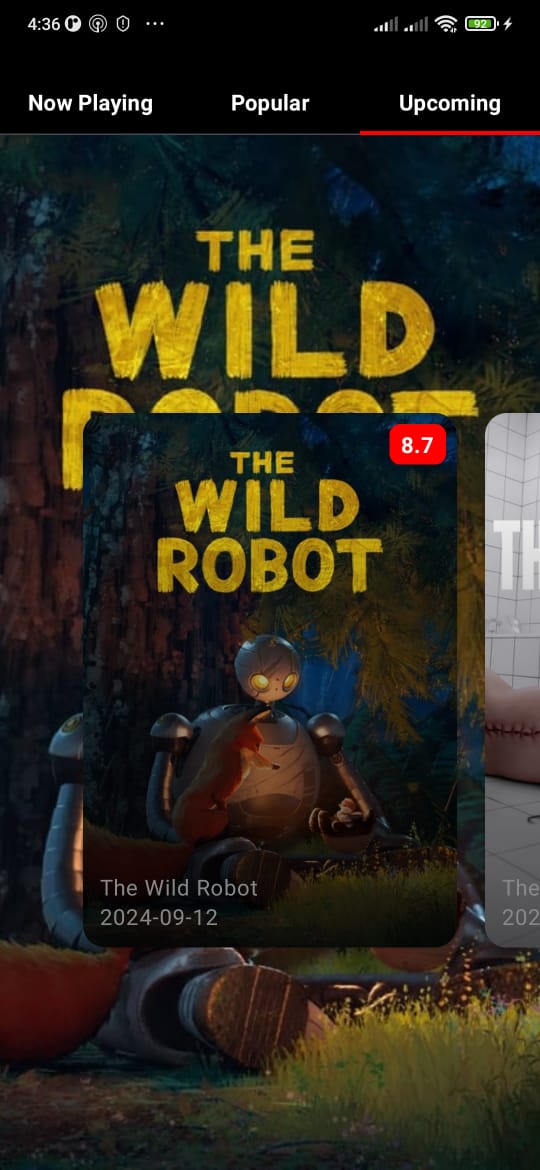 4:36
92
Now Playing Popular Upcoming
THE
WILD
ROBOT
8.7
THE
WILD
ROBOT
TH
The Wild Robot
2024-09-12
The
202